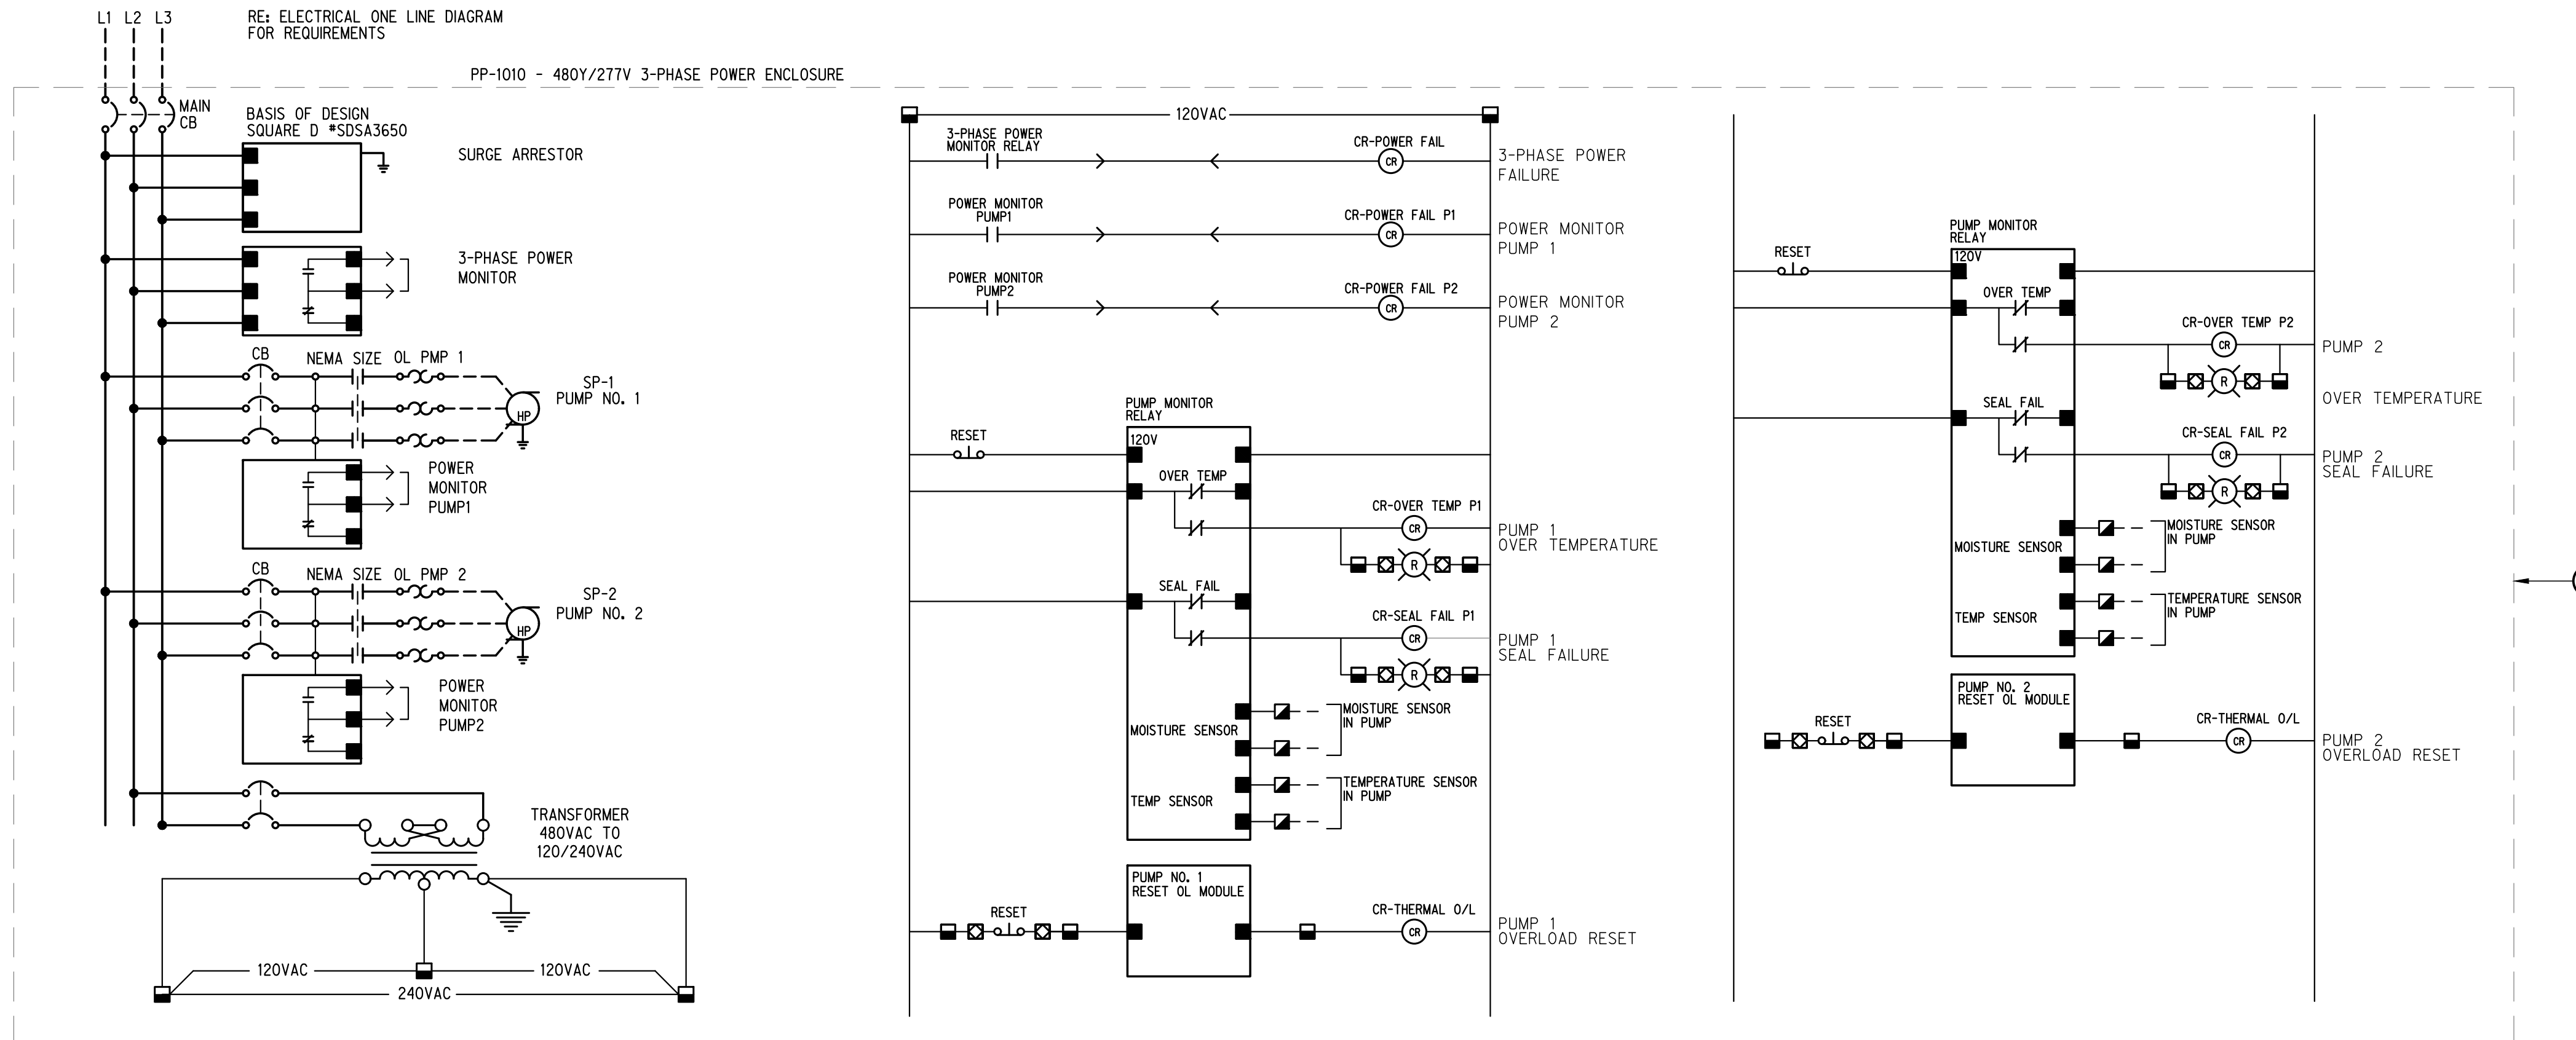 L1 L2 L3
RE: ELECTRICAL ONE LINE DIAGRAM
FOR REQUIREMENTS
PP-1010 - 480Y/277V 3-PHASE POWER ENCLOSURE
MAIN
CB
BASIS OF DESIGN
SQUARE D #SDSA3650
SURGE ARRESTOR
3-PHASE POWER
MONITOR
CB
NEMA SIZE OL PMP 1
SP-1
PUMP NO. 1
HP
POWER
MONITOR
PUMP1
CB
NEMA SIZE OL PMP 2
SP-2
PUMP NO. 2
HP
POWER
MONITOR
PUMP2
TRANSFORMER
480VAC TO
120/240VAC
120VAC
120VAC
240VAC
120VAC
3-PHASE POWER
MONITOR RELAY
CR-POWER FAIL
CR
3-PHASE POWER
FAILURE
POWER MONITOR
PUMP1
CR-POWER FAIL P1
CR
POWER MONITOR
PUMP 1
POWER MONITOR
PUMP2
CR-POWER FAIL P2
CR
POWER MONITOR
PUMP 2
PUMP MONITOR
RELAY
RESET
120V
OVER TEMP
CR-OVER TEMP P1
CR
PUMP 1
OVER TEMPERATURE
R
SEAL FAIL
CR-SEAL FAIL P1
CR
PUMP 1
SEAL FAILURE
R
MOISTURE SENSOR
IN PUMP
MOISTURE SENSOR
TEMPERATURE SENSOR
IN PUMP
TEMP SENSOR
PUMP NO. 1
RESET OL MODULE
RESET
CR-THERMAL O/L
CR
PUMP 1
OVERLOAD RESET
PUMP MONITOR
RELAY
RESET
120V
OVER TEMP
CR-OVER TEMP P2
CR
PUMP 2
R
OVER TEMPERATURE
SEAL FAIL
CR-SEAL FAIL P2
CR
PUMP 2
SEAL FAILURE
R
MOISTURE SENSOR
IN PUMP
MOISTURE SENSOR
TEMPERATURE SENSOR
IN PUMP
TEMP SENSOR
PUMP NO. 2
RESET OL MODULE
RESET
CR-THERMAL O/L
CR
PUMP 2
OVERLOAD RESET